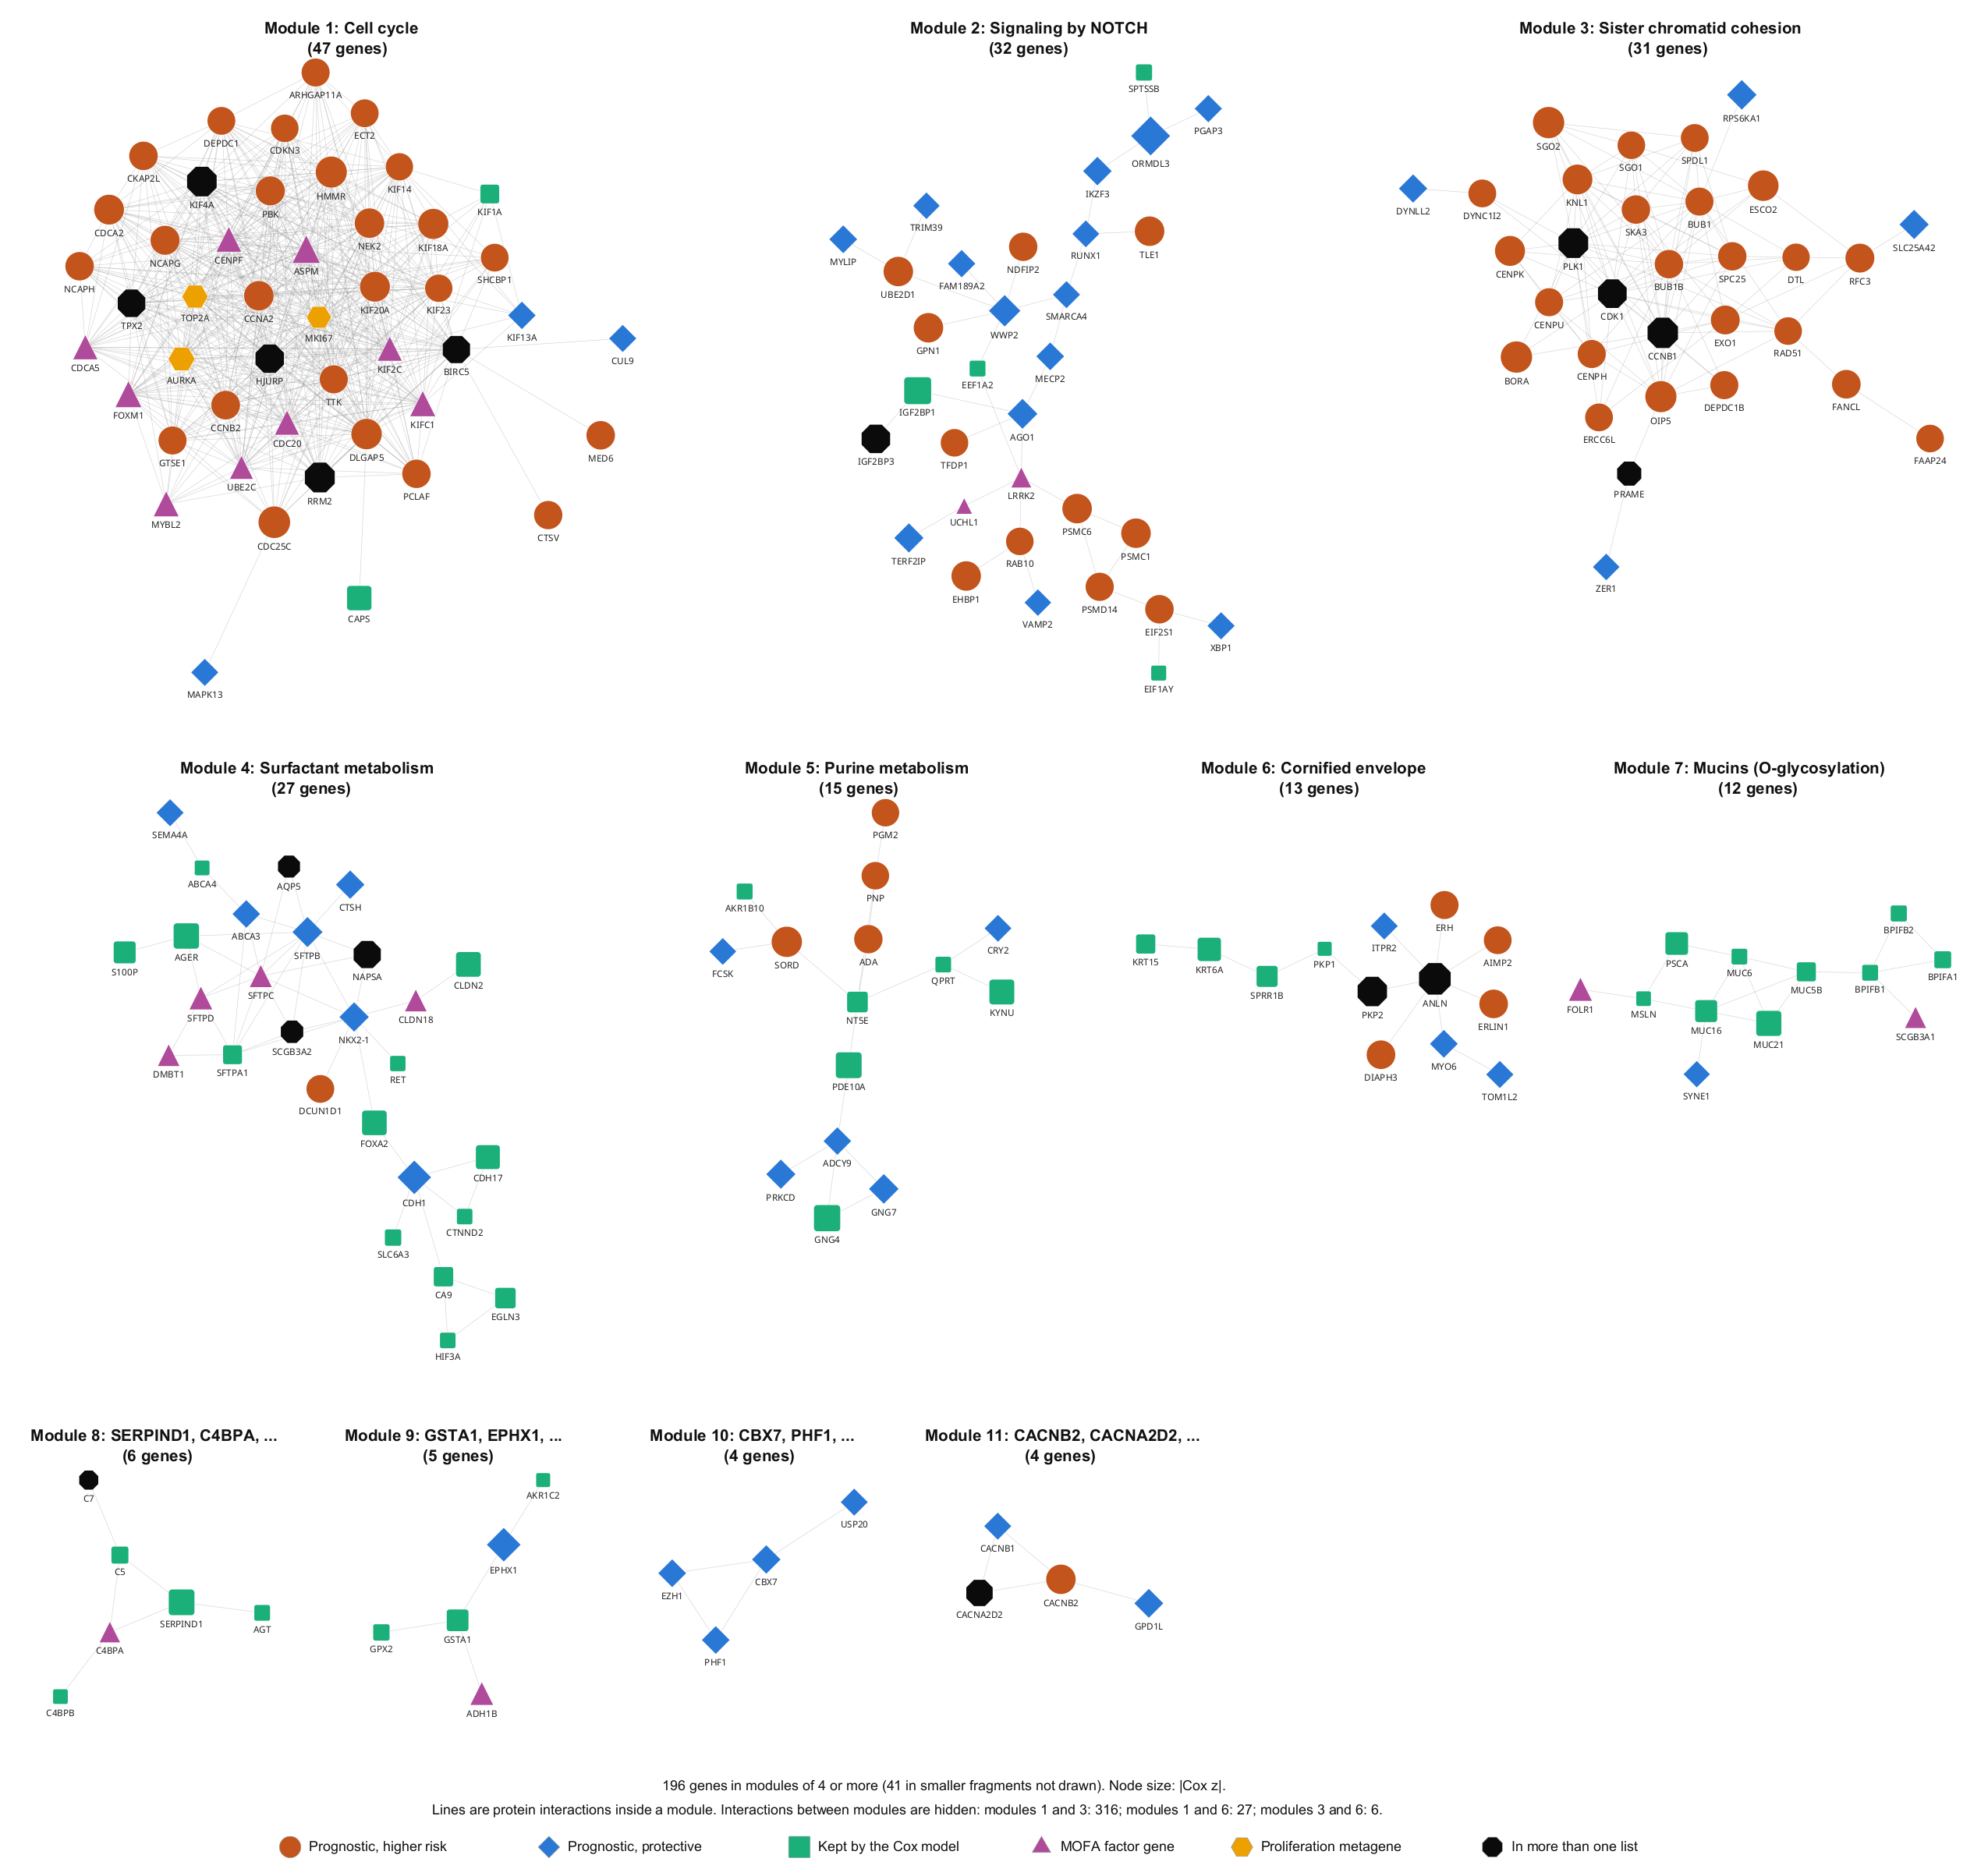 Module 1: Cell cycle
(47 genes)
ARHGAP11A
ECT2
DEPDC1
CDKN3
CKAP2L
KIF4A
PBK
HMMR
KIF14
KIF1A
CDCA2
NCAPG
CENPF
ASPM
NEK2
KIF18A
SHCBP1
NCAPH
TPX2
TOP2A
CCNA2
MKI67
KIF20A
KIF23
KIF13A
CUL9
CDCA5
AURKA
HJURP
TTK
KIF2C
BIRC5
FOXM1
CCNB2
CDC20
KIFC1
GTSE1
UBE2C
DLGAP5
MED6
MYBL2
RRM2
PCLAF
CDC25C
CTSV
CAPS
MAPK13
Module 2: Signaling by NOTCH
(32 genes)
SPTSSB
PGAP3
ORMDL3
IKZF3
TRIM39
MYLIP
RUNX1
TLE1
NDFIP2
FAM189A2
UBE2D1
SMARCA4
WWP2
GPN1
MECP2
EEF1A2
IGF2BP1
AGO1
IGF2BP3
TFDP1
LRRK2
UCHL1
PSMC6
TERF2IP
RAB10
PSMC1
EHBP1
VAMP2
PSMD14
EIF2S1
XBP1
EIF1AY
Module 3: Sister chromatid cohesion
(31 genes)
RPS6KA1
SGO2
SGO1
SPDL1
DYNLL2
DYNC1I2
KNL1
BUB1
ESCO2
SKA3
SLC25A42
CENPK
PLK1
BUB1B
SPC25
DTL
RFC3
CENPU
CDK1
CCNB1
EXO1
RAD51
BORA
CENPH
OIP5
DEPDC1B
FANCL
ERCC6L
FAAP24
PRAME
ZER1
Module 4: Surfactant metabolism
(27 genes)
SEMA4A
ABCA4
AQP5
CTSH
ABCA3
AGER
SFTPB
S100P
NAPSA
CLDN2
SFTPC
SFTPD
CLDN18
NKX2-1
SCGB3A2
DMBT1
SFTPA1
RET
DCUN1D1
FOXA2
CDH17
CDH1
CTNND2
SLC6A3
CA9
EGLN3
HIF3A
Module 5: Purine metabolism
(15 genes)
PGM2
PNP
AKR1B10
ADA
CRY2
FCSK
SORD
QPRT
NT5E
KYNU
PDE10A
ADCY9
PRKCD
GNG7
GNG4
Module 6: Cornified envelope
(13 genes)
ERH
ITPR2
KRT15
KRT6A
PKP1
AIMP2
SPRR1B
PKP2
ANLN
ERLIN1
DIAPH3
MYO6
TOM1L2
Module 7: Mucins (O-glycosylation)
(12 genes)
BPIFB2
PSCA
MUC6
BPIFA1
MUC5B
BPIFB1
FOLR1
MSLN
MUC16
MUC21
SCGB3A1
SYNE1
Module 8: SERPIND1, C4BPA, ...
(6 genes)
C7
C5
SERPIND1
AGT
C4BPA
C4BPB
Module 9: GSTA1, EPHX1, ...
(5 genes)
AKR1C2
EPHX1
GPX2
GSTA1
ADH1B
Module 10: CBX7, PHF1, ...
(4 genes)
USP20
EZH1
CBX7
PHF1
Module 11: CACNB2, CACNA2D2, ...
(4 genes)
CACNB1
CACNA2D2
CACNB2
GPD1L
196 genes in modules of 4 or more (41 in smaller fragments not drawn). Node size: |Cox z|.
Lines are protein interactions inside a module. Interactions between modules are hidden: modules 1 and 3: 316; modules 1 and 6: 27; modules 3 and 6: 6.
Prognostic, higher risk
Prognostic, protective
Kept by the Cox model
MOFA factor gene
Proliferation metagene
In more than one list